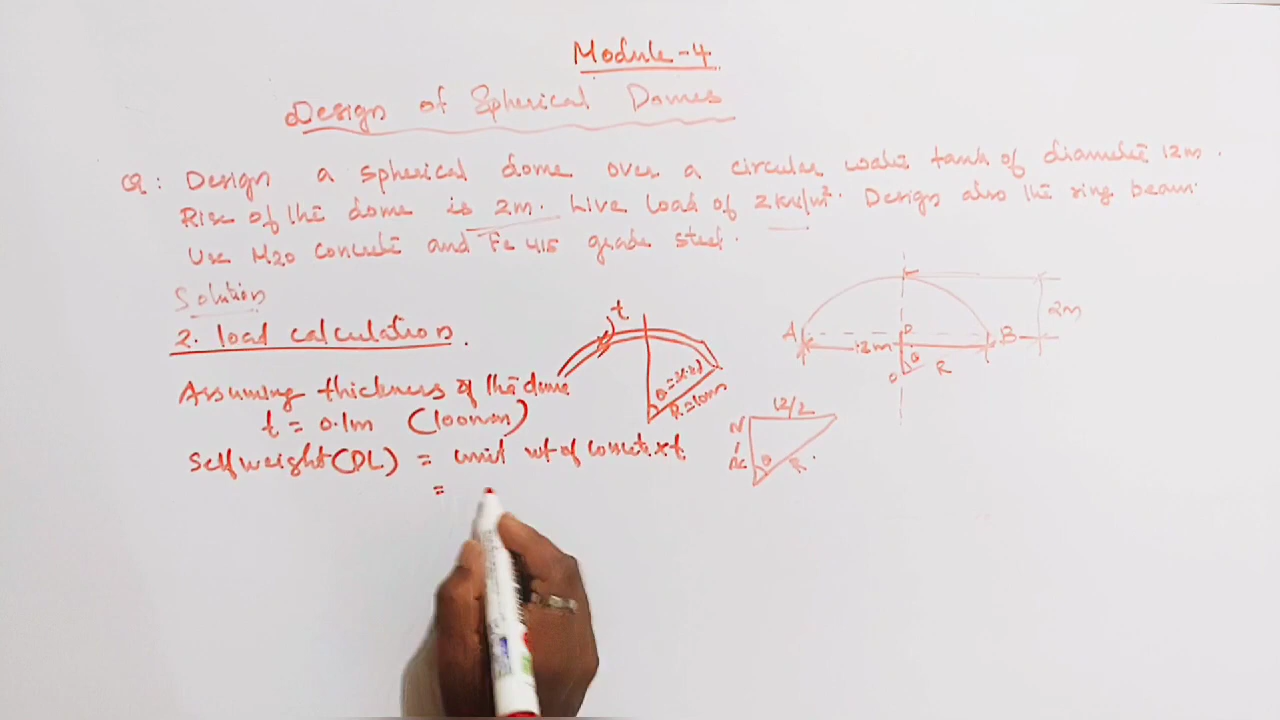 Module-4
Design of Spherical Domes
Q: Design a spherical dome over a circular water tank of diameter 12m.
Rise of the dome is 2m. Live load of 2kN/m². Design also the ring beam.
Use M20 concrete and Fe 415 grade steel.
Solution
2. load calculation.
t
Assuming thickness of the dome
t = 0.1m (100mm)
Self weight (DL) = unit wt of concrete x t.
=
R=10m
A
P
B
12m
2m
O
θ
R
12/2
θ
R